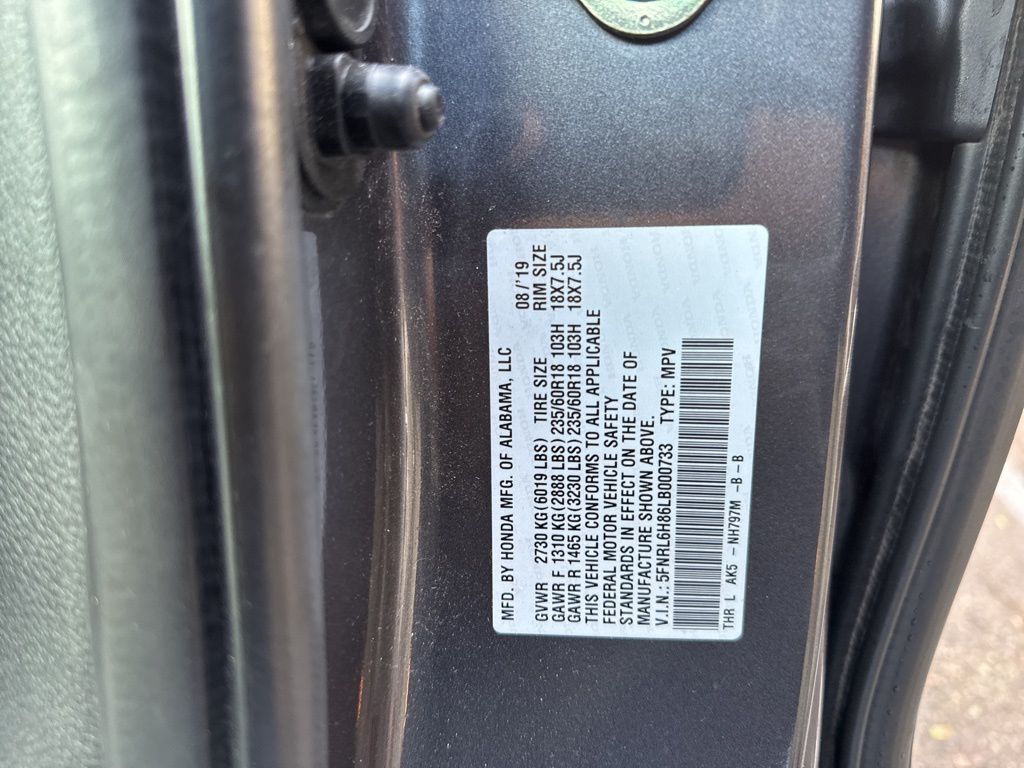 MFD. BY HONDA MFG. OF ALABAMA, LLC 08/'19
GVWR 2730 KG(6019 LBS) TIRE SIZE RIM SIZE
GAWR F 1310 KG(2888 LBS) 235/60R18 103H 18X7.5J
GAWR R 1465 KG(3230 LBS) 235/60R18 103H 18X7.5J
THIS VEHICLE CONFORMS TO ALL APPLICABLE
FEDERAL MOTOR VEHICLE SAFETY
STANDARDS IN EFFECT ON THE DATE OF
MANUFACTURE SHOWN ABOVE.
V.I.N.: 5FNRL6H86LB000733 TYPE: MPV
THR L AK5 - NH797M -B-B